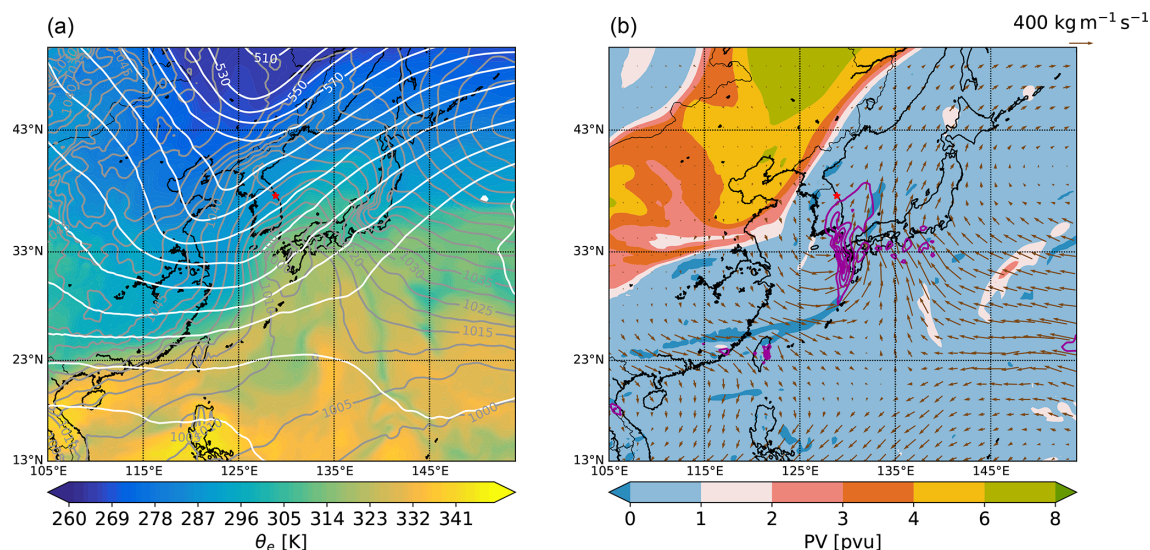 (a)
(b)
400 kg m⁻¹ s⁻¹
510
530
550
570
43°N
43°N
33°N
33°N
1030
1025
1015
23°N
23°N
1005
1000
13°N
13°N
105°E 115°E 125°E 135°E 145°E
105°E 115°E 125°E 135°E 145°E
260 269 278 287 296 305 314 323 332 341
0 1 2 3 4 6 8
θₑ [K]
PV [pvu]